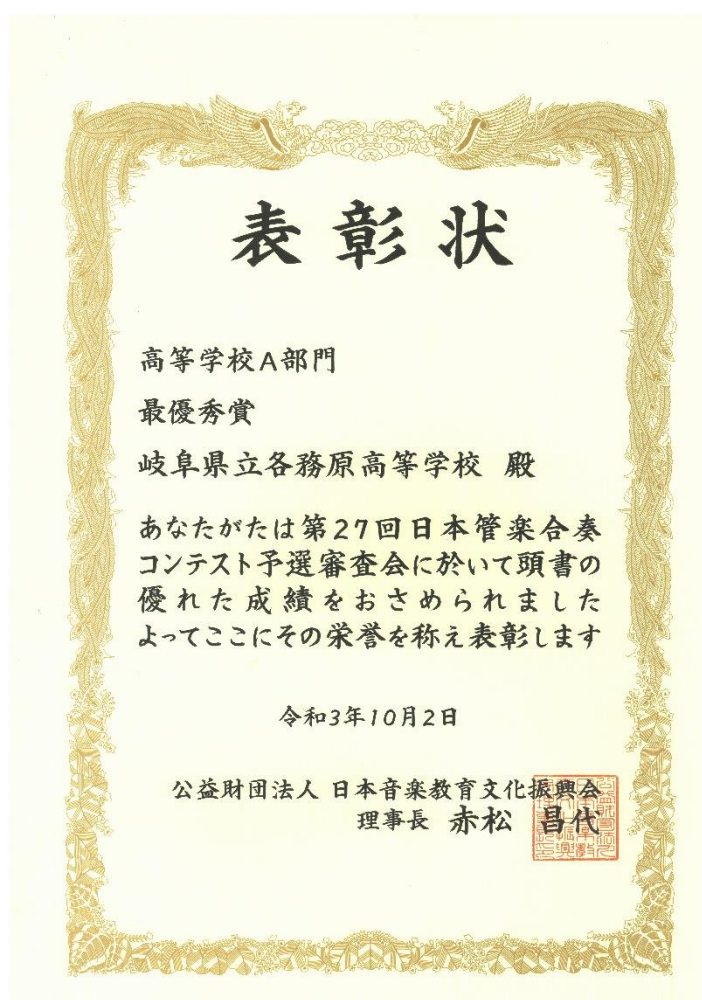 表彰状
高等学校A部門
最優秀賞
岐阜県立各務原高等学校 殿
あなたがたは第27回日本管楽合奏
コンテスト予選審査会に於いて頭書の
優れた成績をおさめられました
よってここにその栄誉を称え表彰します
令和3年10月2日
公益財団法人 日本音楽教育文化振興会
理事長 赤松 昌代